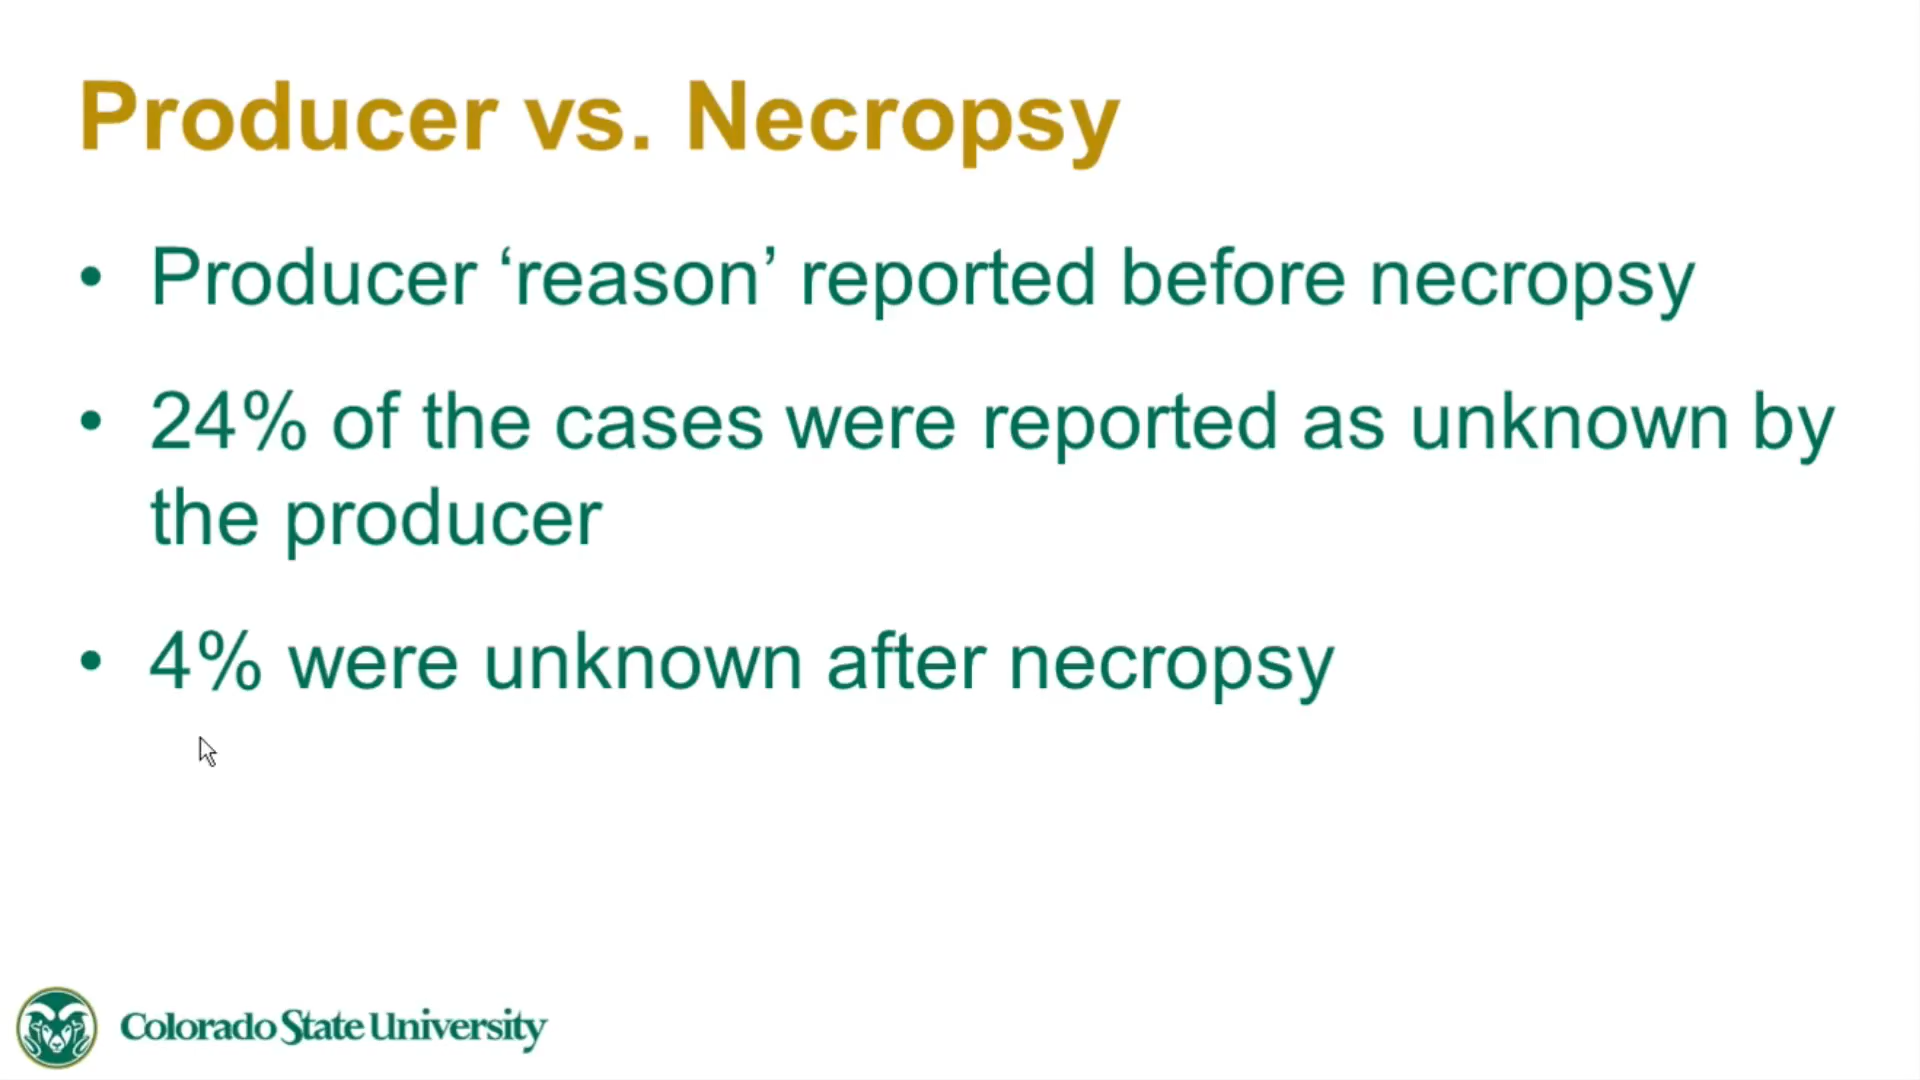 Producer vs. Necropsy
• Producer ‘reason’ reported before necropsy
• 24% of the cases were reported as unknown by
the producer
• 4% were unknown after necropsy
Colorado State University